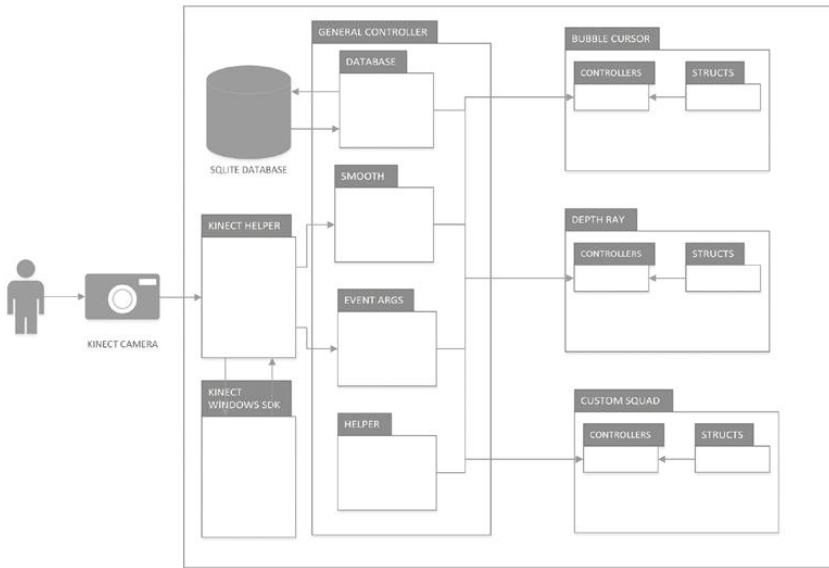 GENERAL CONTROLLER
DATABASE
SQLITE DATABASE
SMOOTH
KINECT HELPER
EVENT ARGS
KINECT CAMERA
KINECT
WINDOWS SDK
HELPER
BUBBLE CURSOR
CONTROLLERS
STRUCTS
DEPTH RAY
CONTROLLERS
STRUCTS
CUSTOM SQUAD
CONTROLLERS
STRUCTS